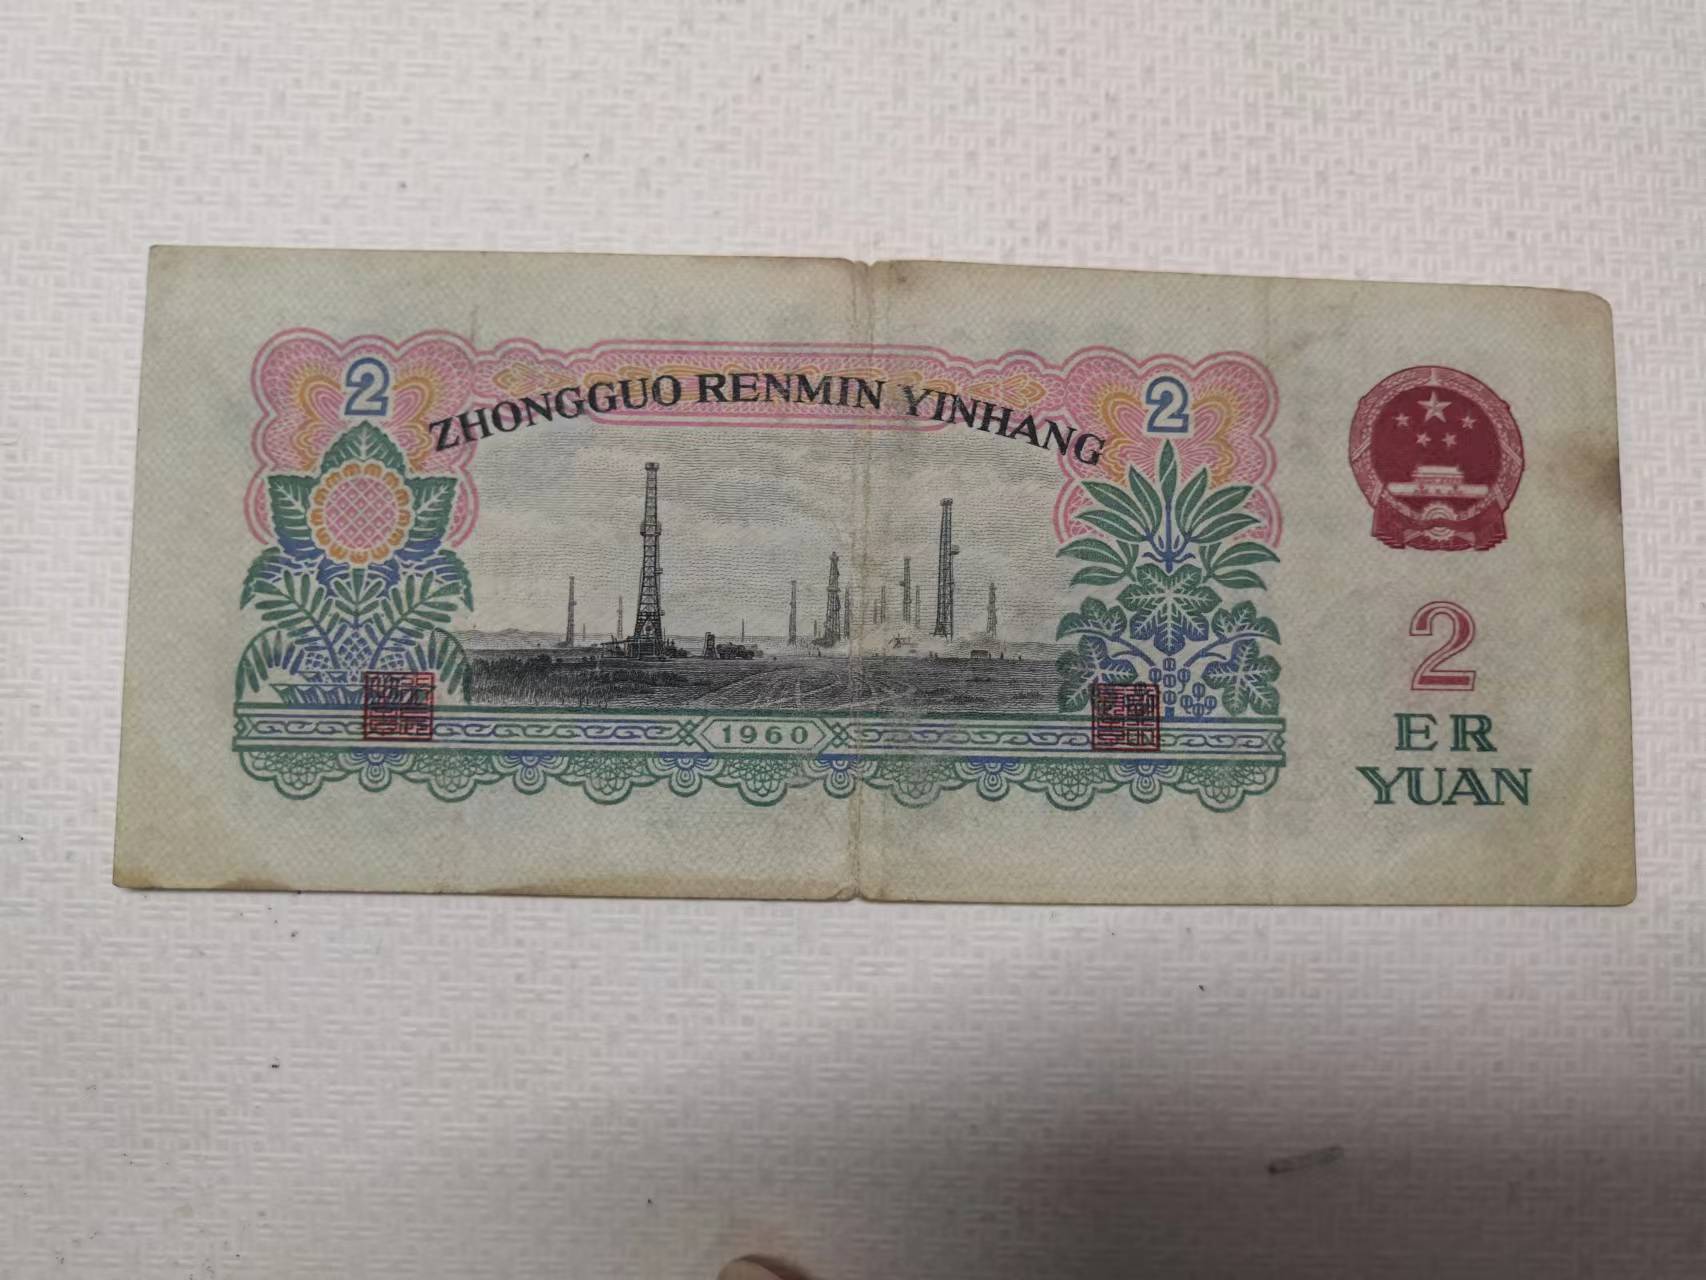 2
2
ZHONGGUO RENMIN YINHANG
1960
2
ER
YUAN